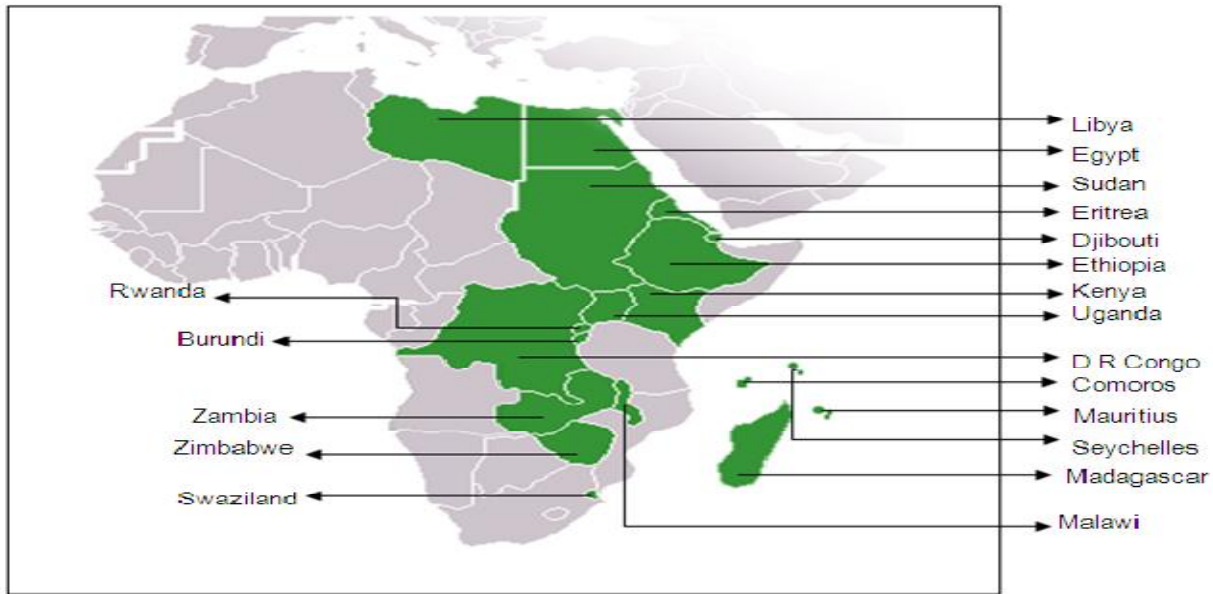 Libya
Egypt
Sudan
Eritrea
Djibouti
Ethiopia
Kenya
Uganda
D R Congo
Comoros
Mauritius
Seychelles
Madagascar
Malawi
Rwanda
Burundi
Zambia
Zimbabwe
Swaziland